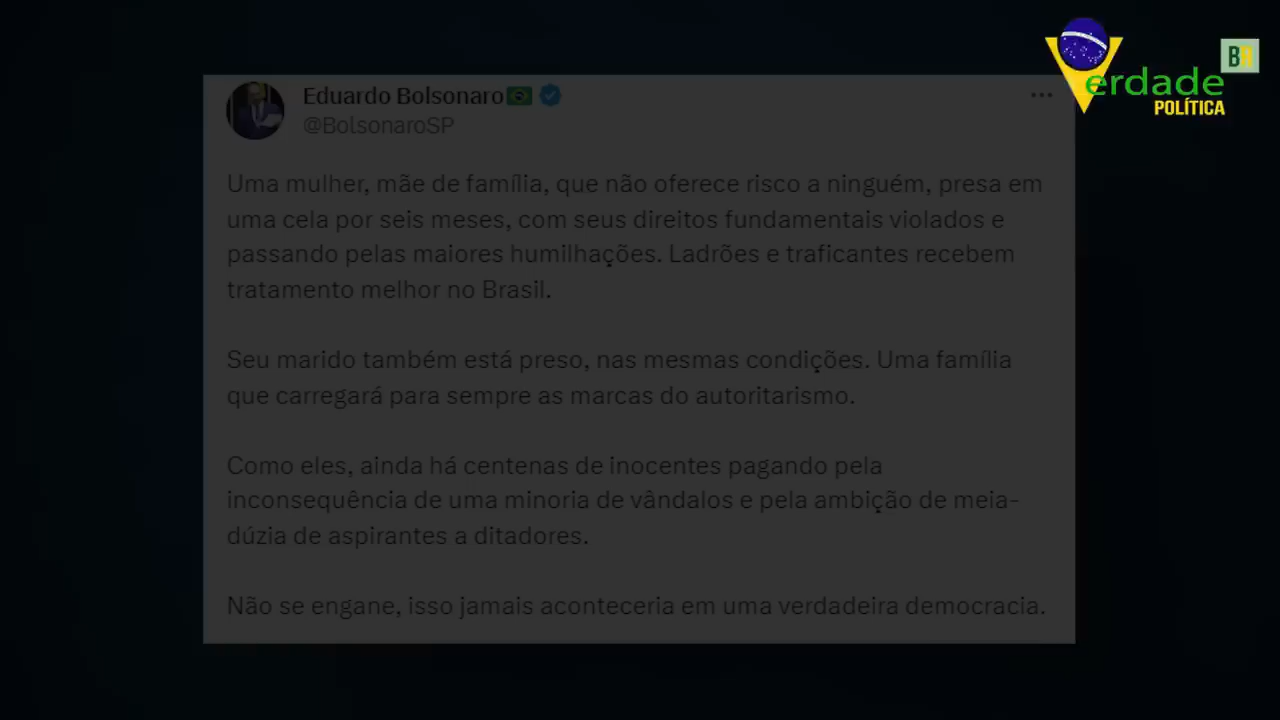 erdade
POLÍTICA
BR
Eduardo Bolsonaro
@BolsonaroSP
Uma mulher, mãe de família, que não oferece risco a ninguém, presa em
uma cela por seis meses, com seus direitos fundamentais violados e
passando pelas maiores humilhações. Ladrões e traficantes recebem
tratamento melhor no Brasil.
Seu marido também está preso, nas mesmas condições. Uma família
que carregará para sempre as marcas do autoritarismo.
Como eles, ainda há centenas de inocentes pagando pela
inconsequência de uma minoria de vândalos e pela ambição de meia-
dúzia de aspirantes a ditadores.
Não se engane, isso jamais aconteceria em uma verdadeira democracia.